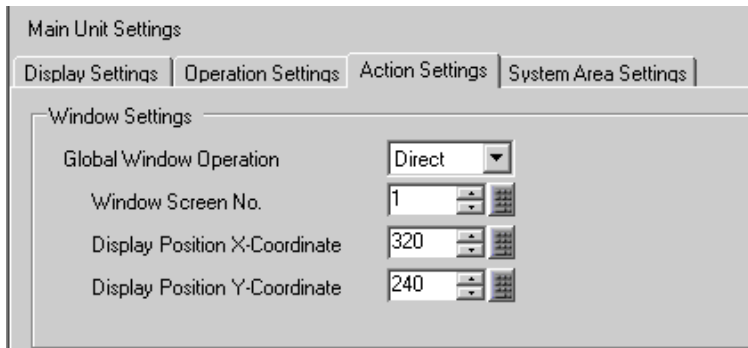 Main Unit Settings
Display Settings Operation Settings Action Settings System Area Settings
Window Settings
Global Window Operation Direct
Window Screen No. 1
Display Position X-Coordinate 320
Display Position Y-Coordinate 240